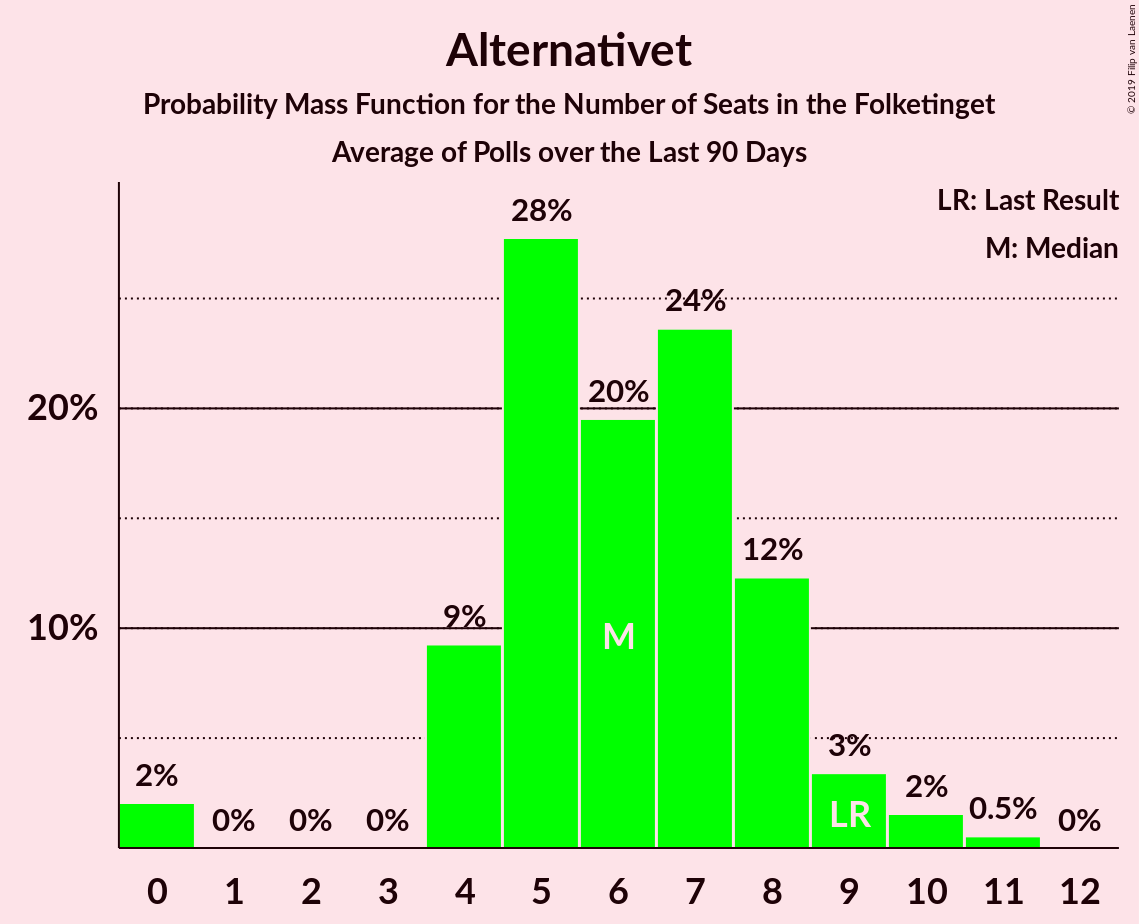 Alternativet
Probability Mass Function for the Number of Seats in the Folketinget
Average of Polls over the Last 90 Days
© 2019 Filip van Laenen
LR: Last Result
M: Median
28%
24%
20%
20%
12%
9%
10%
M
3%
2%
2%
LR
0.5%
0%
0%
0%
0%
0 1 2 3 4 5 6 7 8 9 10 11 12